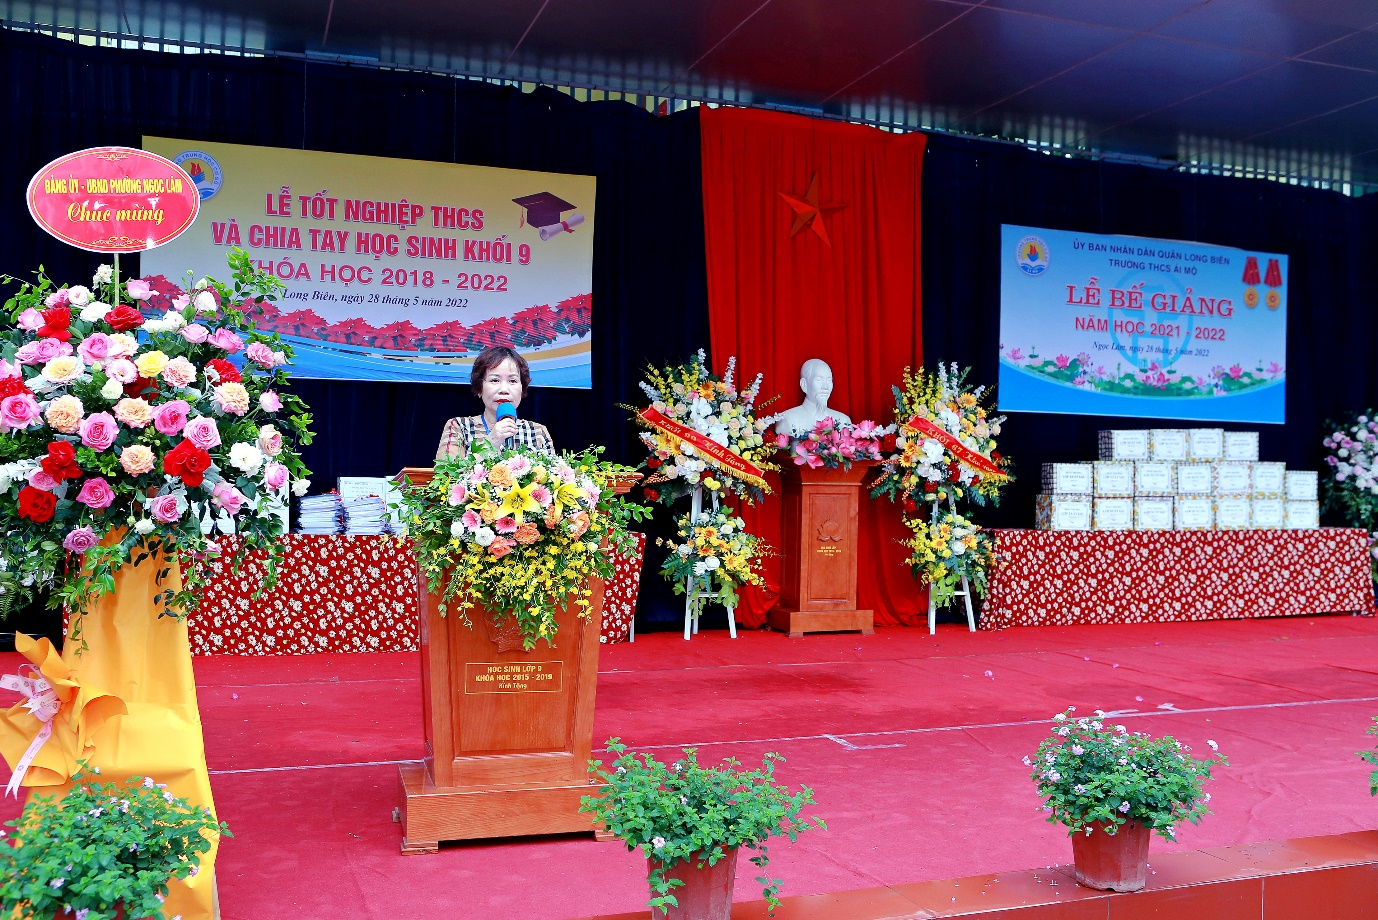 ĐẢNG ỦY - UBND PHƯỜNG NGỌC LÂM
Chúc mừng
LỄ TỐT NGHIỆP THCS
VÀ CHIA TAY HỌC SINH KHỐI 9
KHÓA HỌC 2018 - 2022
Long Biên, ngày 28 tháng 5 năm 2022
ỦY BAN NHÂN DÂN QUẬN LONG BIÊN
TRƯỜNG THCS ÁI MỘ
LỄ BẾ GIẢNG
NĂM HỌC 2021 - 2022
Ngọc Lâm, ngày 28 tháng 5 năm 2022
HỌC SINH LỚP 9
KHÓA HỌC 2015 - 2019
Kính Tặng